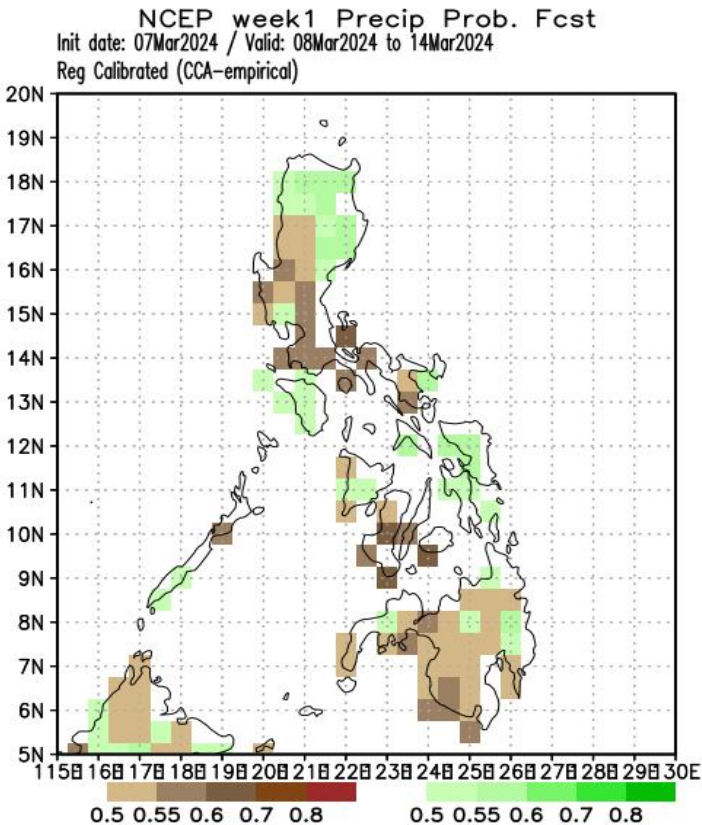 NCEP week1 Precip Prob. Fcst
Init date: 07Mar2024 / Valid: 08Mar2024 to 14Mar2024
Reg Calibrated (CCA-empirical)
20N
19N
18N
17N
16N
15N
14N
13N
12N
11N
10N
9N
8N
7N
6N
5N
115E 116E 117E 118E 119E 120E 121E 122E 123E 124E 125E 126E 127E 128E 129E 130E
0.5 0.55 0.6 0.7 0.8 0.5 0.55 0.6 0.7 0.8